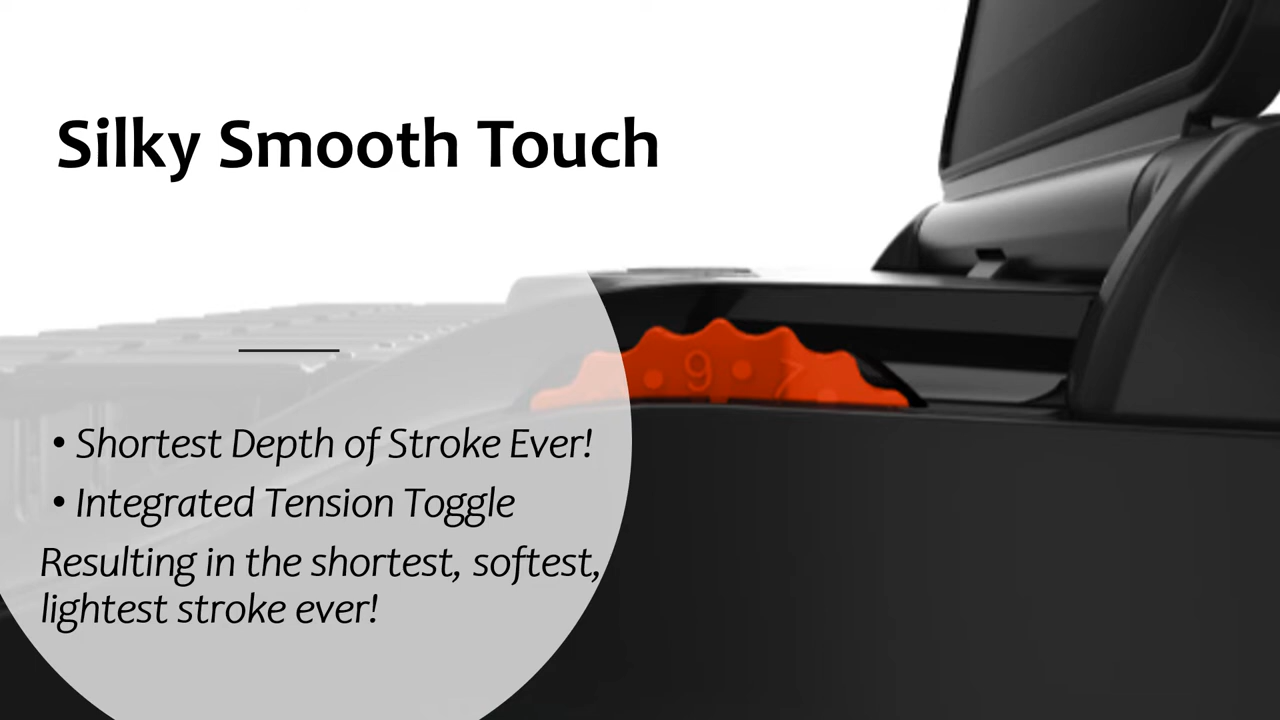 Silky Smooth Touch
9 7
• Shortest Depth of Stroke Ever!
• Integrated Tension Toggle
Resulting in the shortest, softest,
lightest stroke ever!